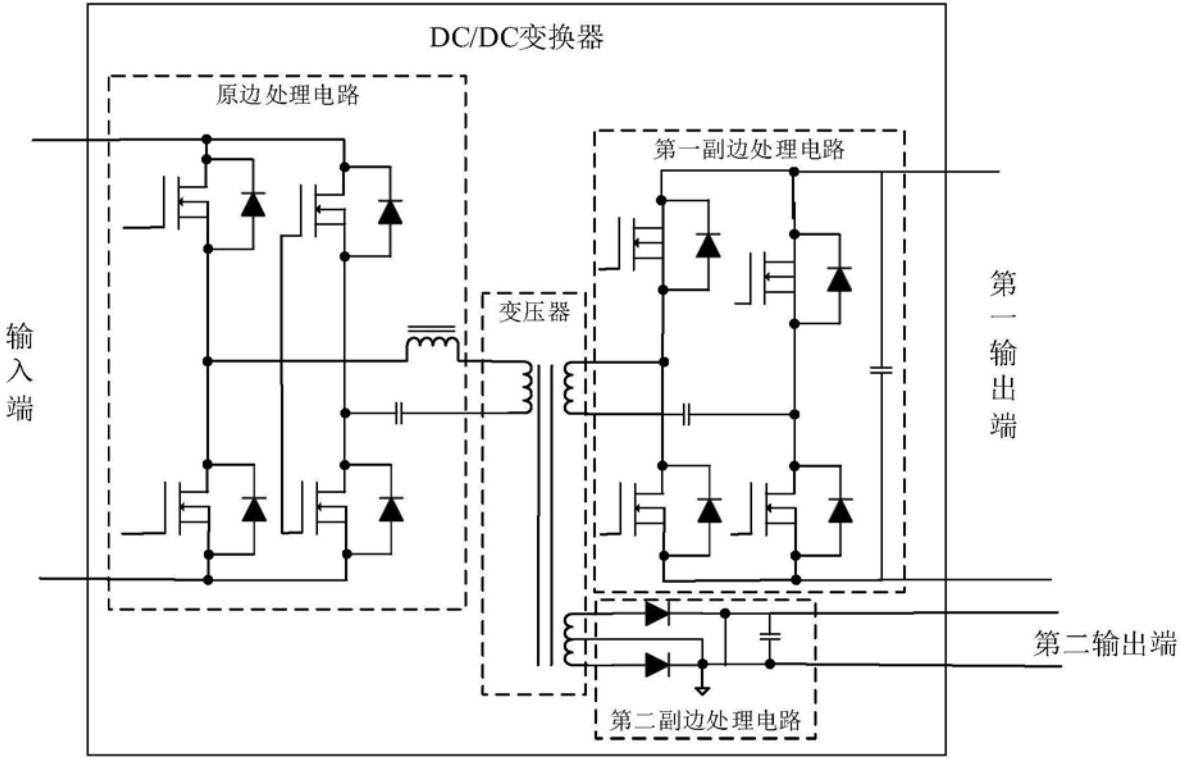 DC/DC变换器
原边处理电路
第一副边处理电路
变压器
输入端
第一输出端
第二输出端
第二副边处理电路